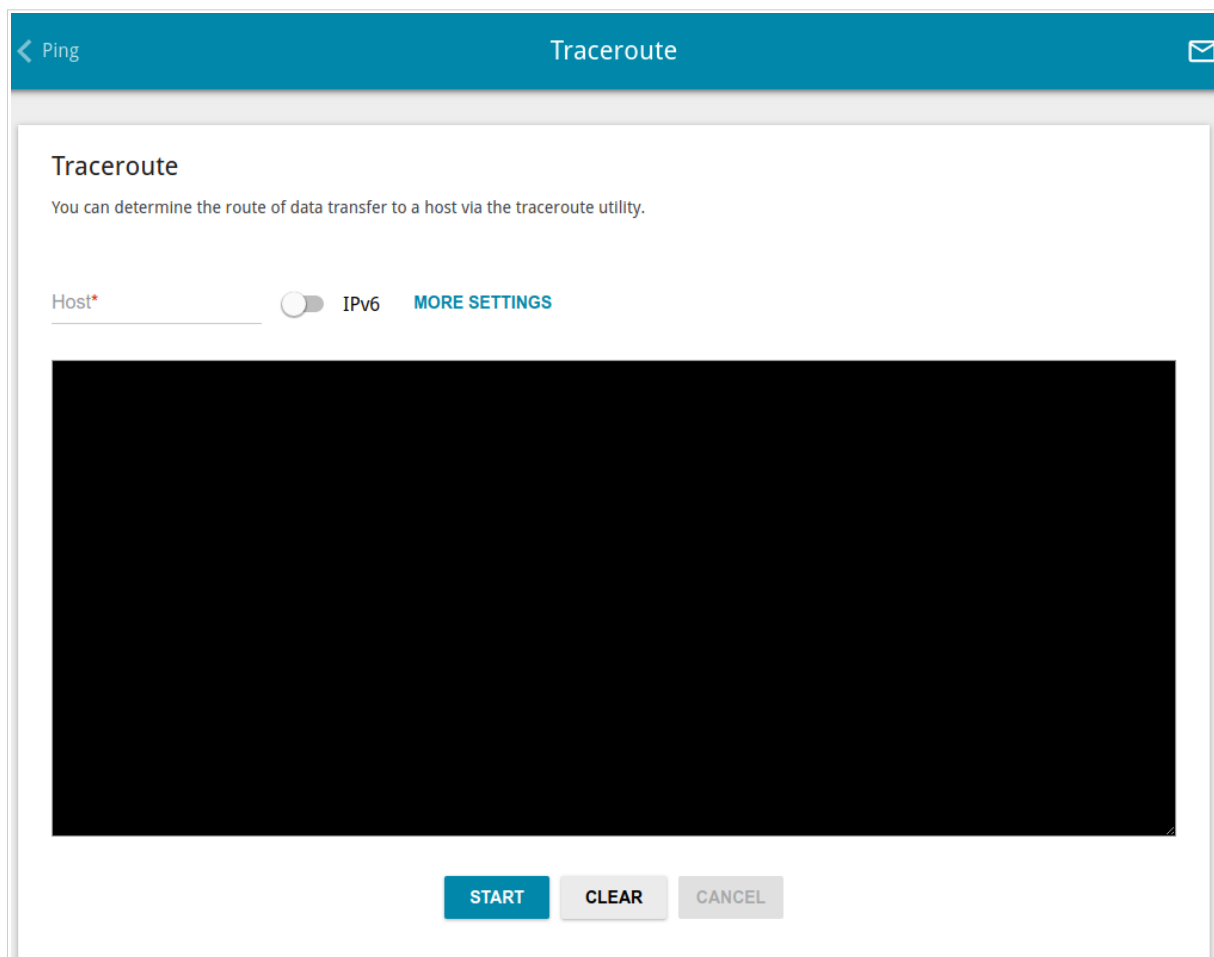 Ping Traceroute
Traceroute
You can determine the route of data transfer to a host via the traceroute utility.
Host* IPv6 MORE SETTINGS
START CLEAR CANCEL